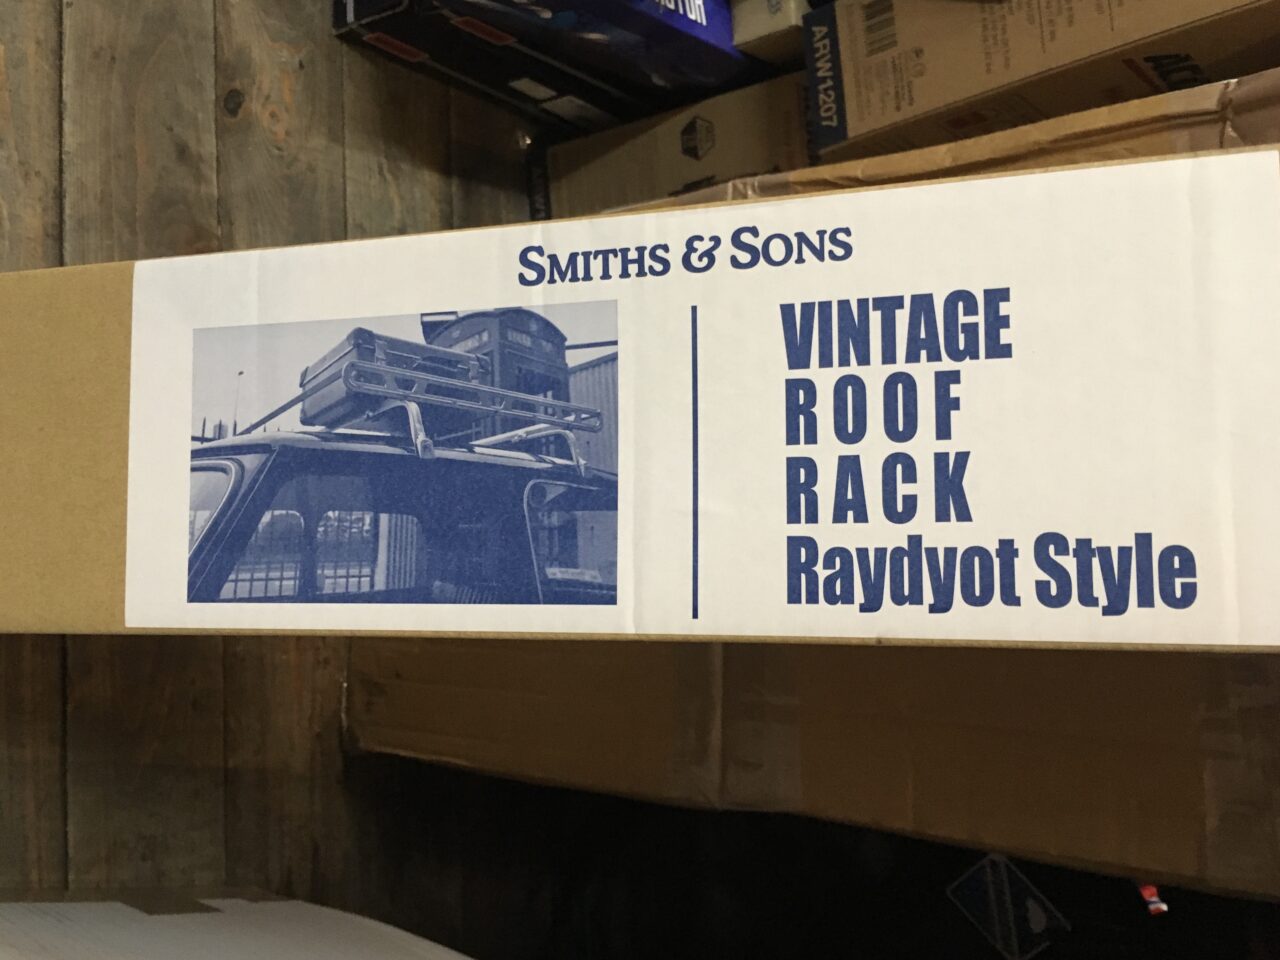 ARW1207
SMITHS & SONS
VINTAGE
ROOF
RACK
Raydyot Style